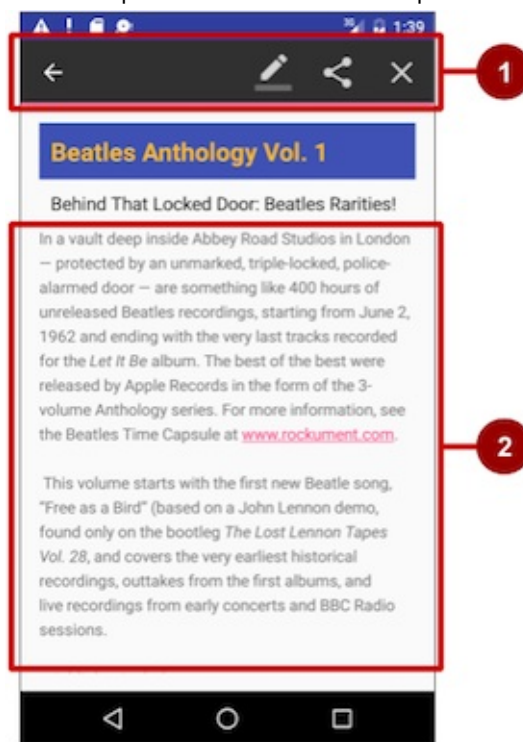 1:39
1
Beatles Anthology Vol. 1
Behind That Locked Door: Beatles Rarities!
In a vault deep inside Abbey Road Studios in London
— protected by an unmarked, triple-locked, police-
alarmed door — are something like 400 hours of
unreleased Beatles recordings, starting from June 2,
1962 and ending with the very last tracks recorded
for the Let It Be album. The best of the best were
released by Apple Records in the form of the 3-
volume Anthology series. For more information, see
the Beatles Time Capsule at www.rockument.com.
2
This volume starts with the first new Beatle song,
"Free as a Bird" (based on a John Lennon demo,
found only on the bootleg The Lost Lennon Tapes
Vol. 28, and covers the very earliest historical
recordings, outtakes from the first albums, and
live recordings from early concerts and BBC Radio
sessions.